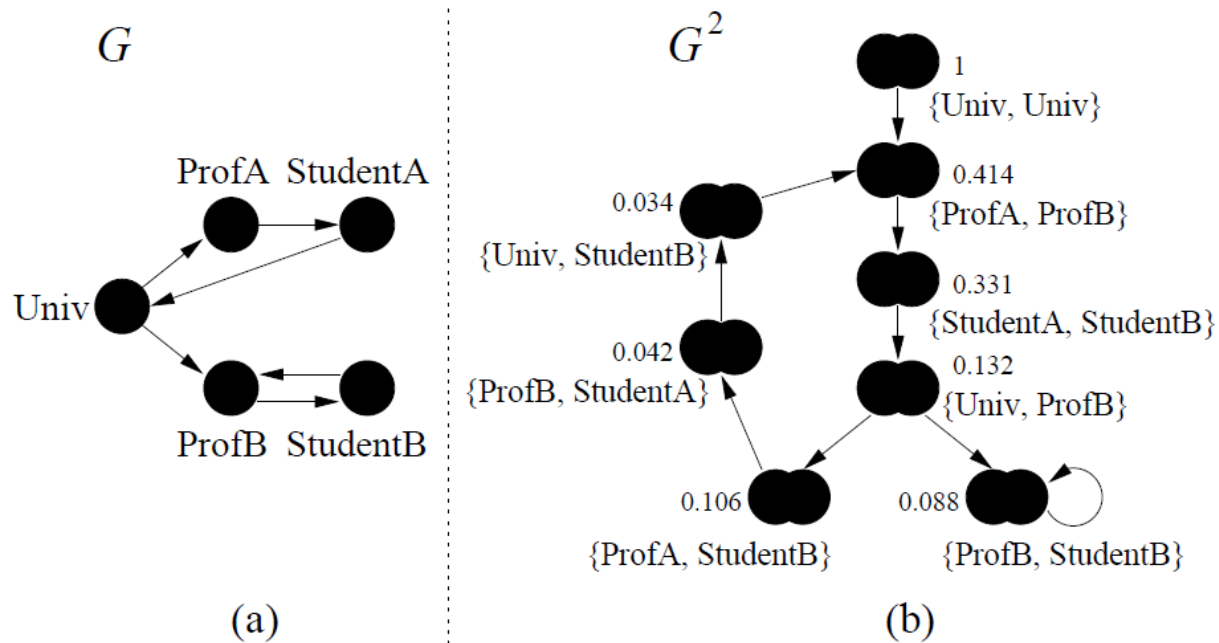 G
ProfA
StudentA
Univ
ProfB
StudentB
(a)
G²
1
{Univ, Univ}
0.414
{ProfA, ProfB}
0.034
{Univ, StudentB}
0.331
{StudentA, StudentB}
0.042
{ProfB, StudentA}
0.132
{Univ, ProfB}
0.106
{ProfA, StudentB}
0.088
{ProfB, StudentB}
(b)